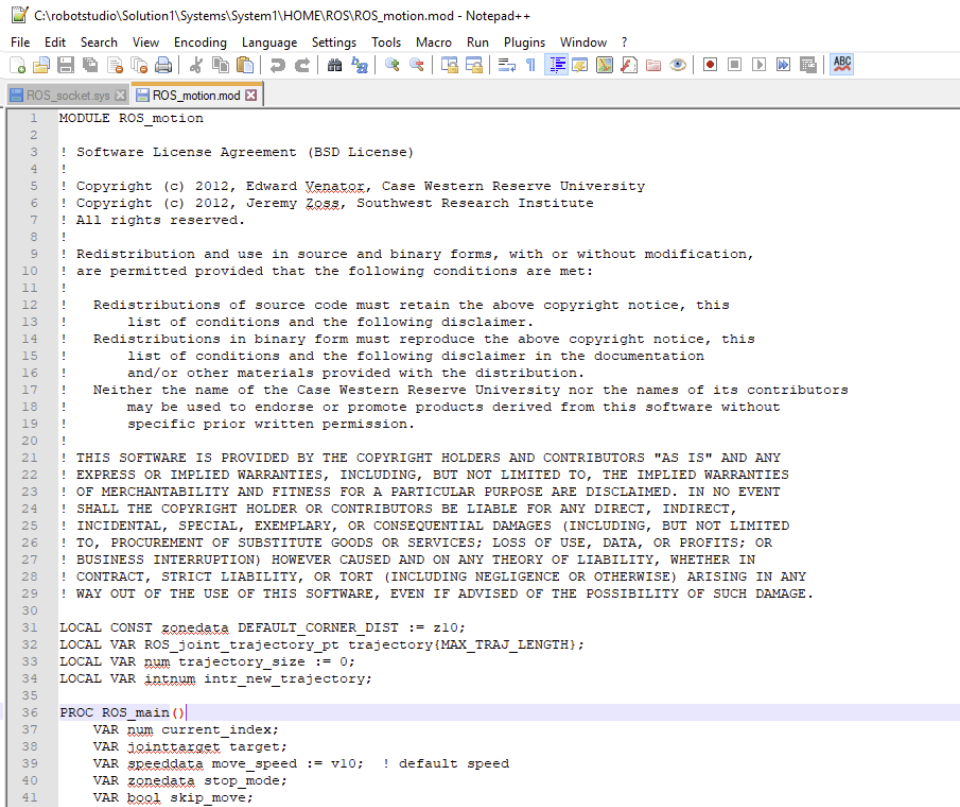 C:\robotstudio\Solution1\Systems\System1\HOME\ROS\ROS_motion.mod - Notepad++
File Edit Search View Encoding Language Settings Tools Macro Run Plugins Window ?
ABC
ROS_socket.sys ROS_motion.mod
1 MODULE ROS_motion
2
3 ! Software License Agreement (BSD License)
4 !
5 ! Copyright (c) 2012, Edward Venator, Case Western Reserve University
6 ! Copyright (c) 2012, Jeremy Zoss, Southwest Research Institute
7 ! All rights reserved.
8 !
9 ! Redistribution and use in source and binary forms, with or without modification,
10 ! are permitted provided that the following conditions are met:
11 !
12 !   Redistributions of source code must retain the above copyright notice, this
13 !       list of conditions and the following disclaimer.
14 !   Redistributions in binary form must reproduce the above copyright notice, this
15 !       list of conditions and the following disclaimer in the documentation
16 !       and/or other materials provided with the distribution.
17 !   Neither the name of the Case Western Reserve University nor the names of its contributors
18 !       may be used to endorse or promote products derived from this software without
19 !       specific prior written permission.
20 !
21 ! THIS SOFTWARE IS PROVIDED BY THE COPYRIGHT HOLDERS AND CONTRIBUTORS "AS IS" AND ANY
22 ! EXPRESS OR IMPLIED WARRANTIES, INCLUDING, BUT NOT LIMITED TO, THE IMPLIED WARRANTIES
23 ! OF MERCHANTABILITY AND FITNESS FOR A PARTICULAR PURPOSE ARE DISCLAIMED. IN NO EVENT
24 ! SHALL THE COPYRIGHT HOLDER OR CONTRIBUTORS BE LIABLE FOR ANY DIRECT, INDIRECT,
25 ! INCIDENTAL, SPECIAL, EXEMPLARY, OR CONSEQUENTIAL DAMAGES (INCLUDING, BUT NOT LIMITED
26 ! TO, PROCUREMENT OF SUBSTITUTE GOODS OR SERVICES; LOSS OF USE, DATA, OR PROFITS; OR
27 ! BUSINESS INTERRUPTION) HOWEVER CAUSED AND ON ANY THEORY OF LIABILITY, WHETHER IN
28 ! CONTRACT, STRICT LIABILITY, OR TORT (INCLUDING NEGLIGENCE OR OTHERWISE) ARISING IN ANY
29 ! WAY OUT OF THE USE OF THIS SOFTWARE, EVEN IF ADVISED OF THE POSSIBILITY OF SUCH DAMAGE.
30
31 LOCAL CONST zonedata DEFAULT_CORNER_DIST := z10;
32 LOCAL VAR ROS_joint_trajectory_pt trajectory{MAX_TRAJ_LENGTH};
33 LOCAL VAR num trajectory_size := 0;
34 LOCAL VAR intnum intr_new_trajectory;
35
36 PROC ROS_main()
37     VAR num current_index;
38     VAR jointtarget target;
39     VAR speeddata move_speed := v10;  ! default speed
40     VAR zonedata stop_mode;
41     VAR bool skip_move;